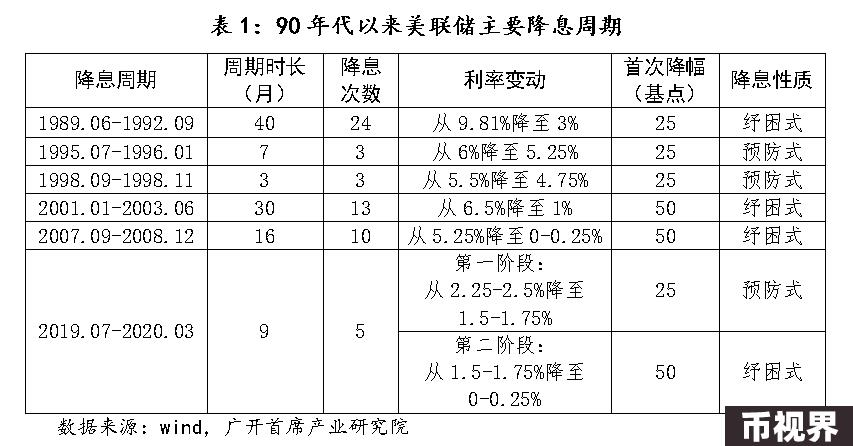 表1：90年代以来美联储主要降息周期
降息周期 周期时长（月） 降息次数 利率变动 首次降幅（基点） 降息性质
1989.06-1992.09 40 24 从9.81%降至3% 25 纾困式
1995.07-1996.01 7 3 从6%降至5.25% 25 预防式
1998.09-1998.11 3 3 从5.5%降至4.75% 25 预防式
2001.01-2003.06 30 13 从6.5%降至1% 50 纾困式
2007.09-2008.12 16 10 从5.25%降至0-0.25% 50 纾困式
2019.07-2020.03 9 5
第一阶段：
从2.25-2.5%降至
1.5-1.75%
25 预防式
第二阶段：
从1.5-1.75%降至
0-0.25%
50 纾困式
数据来源：wind，广开首席产业研究院
币视界